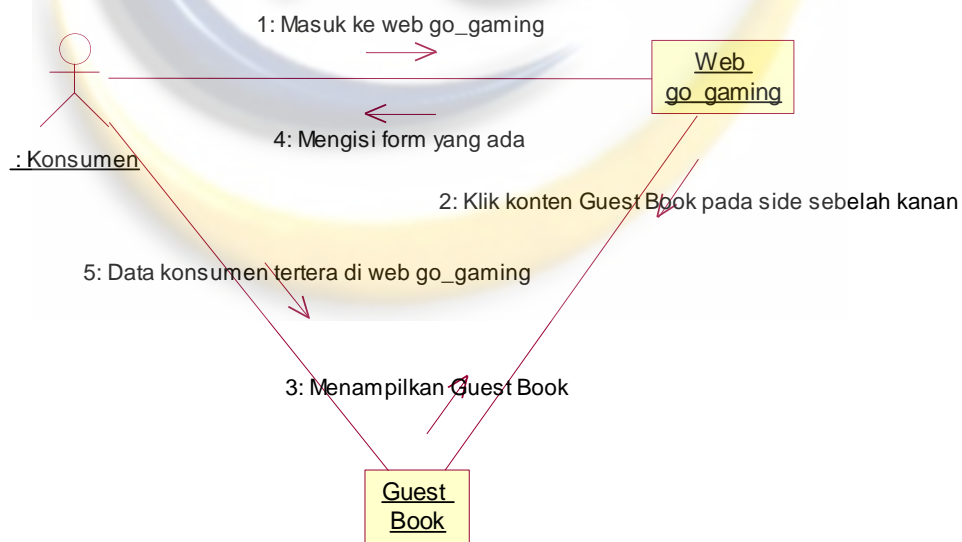 1: Masuk ke web go_gaming
Web
go_gaming
4: Mengisi form yang ada
: Konsumen
2: Klik konten Guest Book pada side sebelah kanan
5: Data konsumen tertera di web go_gaming
3: Menampilkan Guest Book
Guest
Book